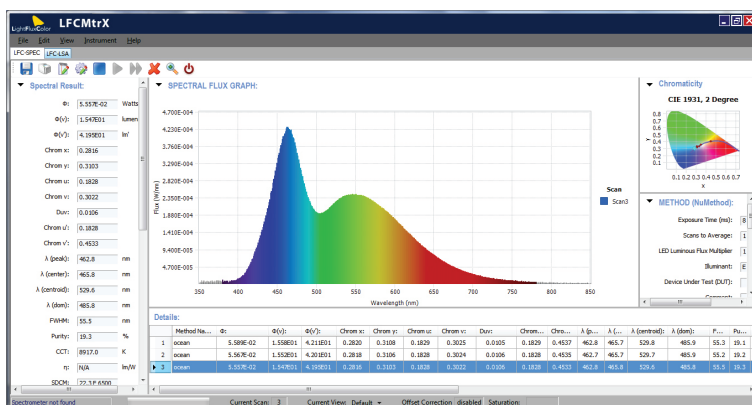 LightFluxColor LFCMtrX
File Edit View Instrument Help
LFC-SPEC LFC-LSA
Spectral Result:
Φ: 5.557E-02 Watts
Φ(v): 1.547E01 lumen
Φ(v'): 4.195E01 lm'
Chrom x: 0.2816
Chrom y: 0.3103
Chrom u: 0.1828
Chrom v: 0.3022
Duv: 0.0106
Chrom u': 0.1828
Chrom v': 0.4533
λ (peak): 462.8 nm
λ (center): 465.8 nm
λ (centroid): 529.6 nm
λ (dom): 485.8 nm
FWHM: 55.5 nm
Purity: 19.3 %
CCT: 8917.0 K
η: N/A lm/W
SDCM: 22.3 F 6500
SPECTRAL FLUX GRAPH:
Flux (W/nm)
4.700E-004
4.230E-004
3.760E-004
3.290E-004
2.820E-004
2.350E-004
1.880E-004
1.410E-004
9.400E-005
4.700E-005
350 400 450 500 550 600 650 700 750 800 850
Wavelength (nm)
Scan
Scan3
Chromaticity
CIE 1931, 2 Degree
Y
0.8
0.7
0.6
0.5
0.4
0.3
0.2
0.1
0.1 0.2 0.3 0.4 0.5 0.6 0.7
X
METHOD (NuMethod):
Exposure Time (ms): 8
Scans to Average: 1
LED Luminous Flux Multiplier 1
Illuminant: E
Device Under Test (DUT):
Comment:
Details:
Method Na... Φ: Φ(v): Φ(v'): Chrom x: Chrom y: Chrom u: Chrom v: Duv: Chrom... Chro... λ (p... λ (... λ (centroid): λ (dom): F... Pu...
1 ocean 5.589E-02 1.558E01 4.211E01 0.2820 0.3108 0.1829 0.3025 0.0105 0.1829 0.4537 462.8 465.7 529.8 485.9 55.3 19.1
2 ocean 5.567E-02 1.552E01 4.201E01 0.2818 0.3106 0.1828 0.3024 0.0106 0.1828 0.4537 462.7 465.7 529.7 485.9 55.2 19.2
3 ocean 5.557E-02 1.547E01 4.195E01 0.2816 0.3103 0.1828 0.3022 0.0106 0.1828 0.4533 462.8 465.8 529.6 485.8 55.5 19.3
Spectrometer not found Current Scan: 3 Current View: Default Offset Correction disabled Saturation: